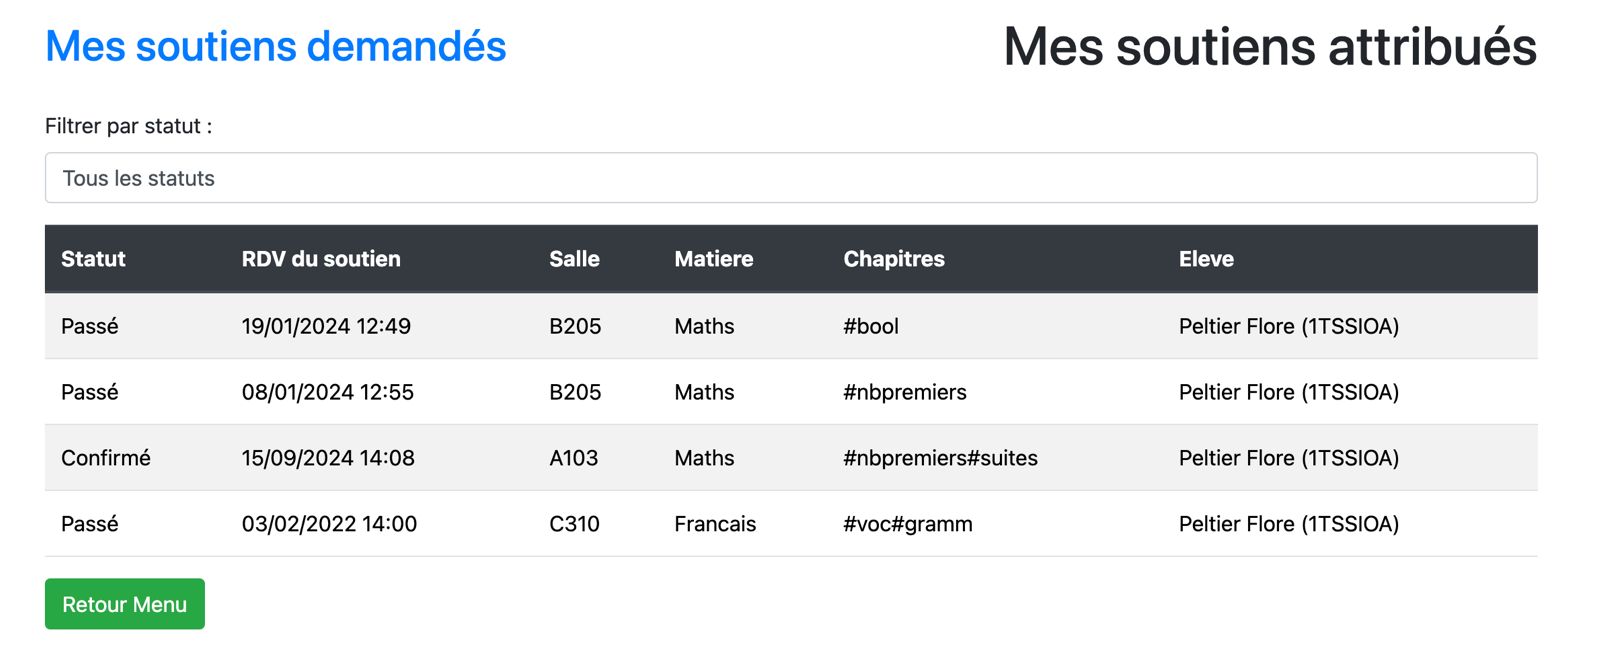 Mes soutiens demandés Mes soutiens attribués
Filtrer par statut :
Tous les statuts
Statut RDV du soutien Salle Matiere Chapitres Eleve
Passé 19/01/2024 12:49 B205 Maths #bool Peltier Flore (1TSSIOA)
Passé 08/01/2024 12:55 B205 Maths #nbpremiers Peltier Flore (1TSSIOA)
Confirmé 15/09/2024 14:08 A103 Maths #nbpremiers#suites Peltier Flore (1TSSIOA)
Passé 03/02/2022 14:00 C310 Francais #voc#gramm Peltier Flore (1TSSIOA)
Retour Menu